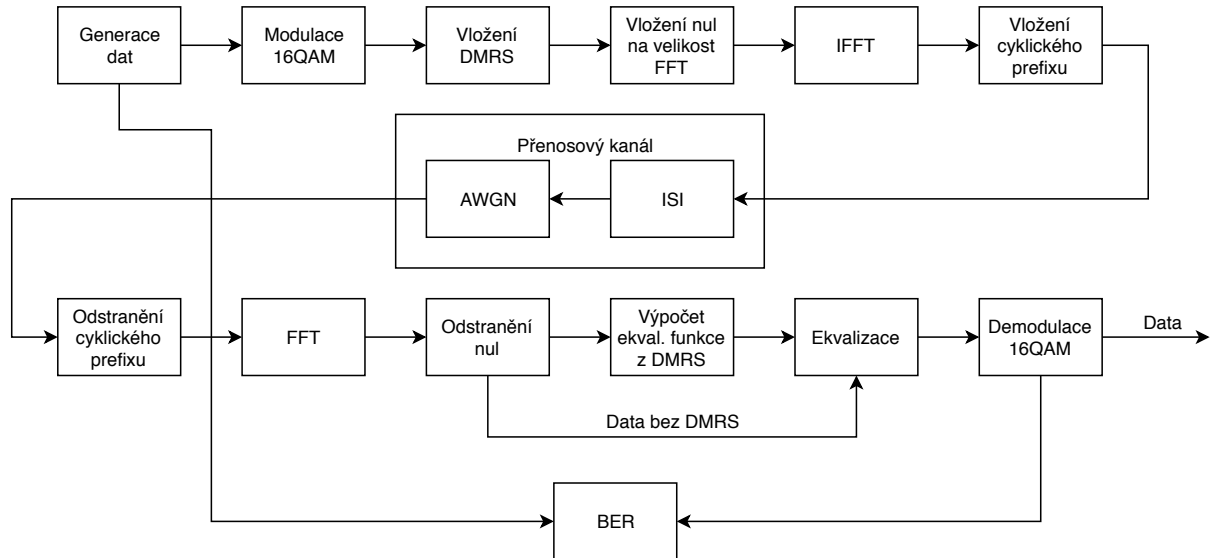 Generace
dat
Modulace
16QAM
Vložení
DMRS
Vložení nul
na velikost
FFT
IFFT
Vložení
cyklického
prefixu
Přenosový kanál
AWGN
ISI
Odstranění
cyklického
prefixu
FFT
Odstranění
nul
Výpočet
ekval. funkce
z DMRS
Ekvalizace
Demodulace
16QAM
Data
Data bez DMRS
BER